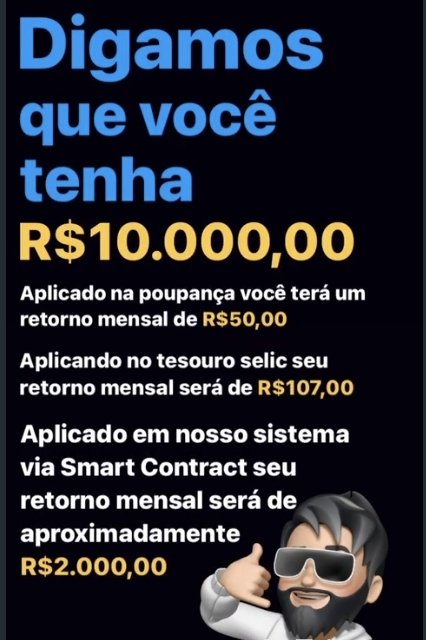 Digamos
que você
tenha
R$10.000,00
Aplicado na poupança você terá um
retorno mensal de R$50,00
Aplicando no tesouro selic seu
retorno mensal será de R$107,00
Aplicado em nosso sistema
via Smart Contract seu
retorno mensal será de
aproximadamente
R$2.000,00